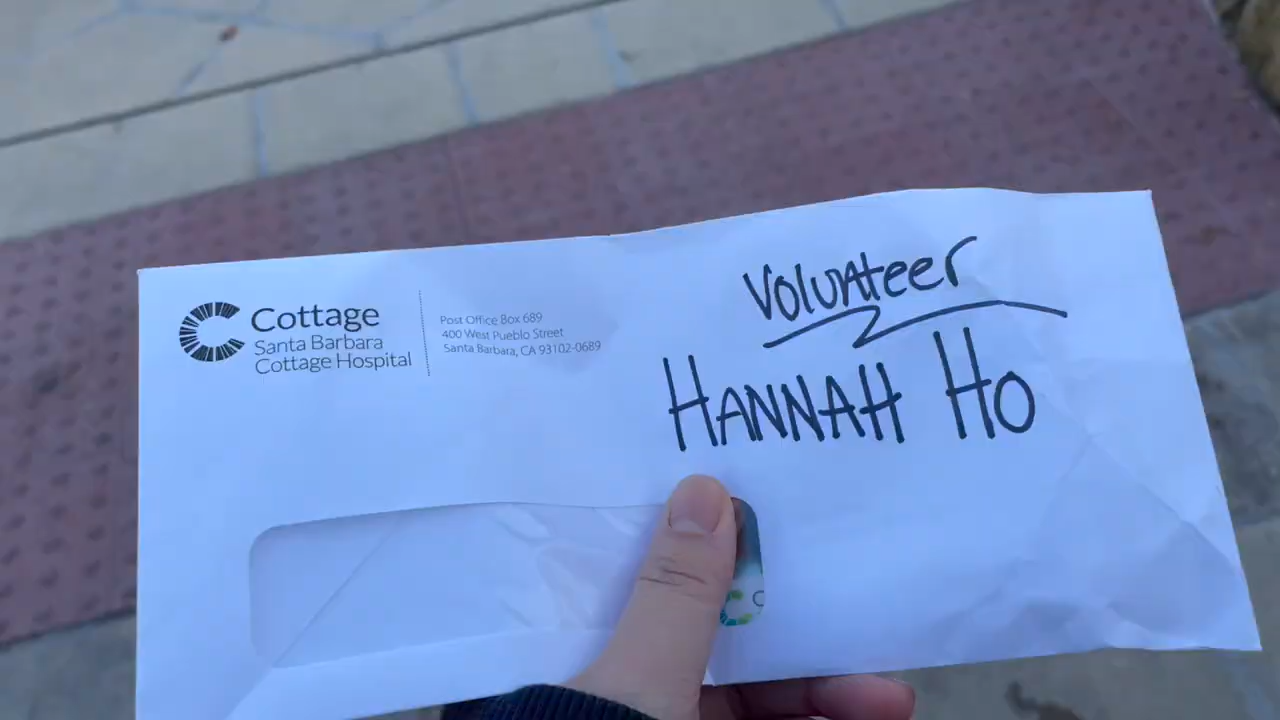 Cottage
Santa Barbara
Cottage Hospital
Post Office Box 689
400 West Pueblo Street
Santa Barbara, CA 93102-0689
Volunteer
HANNAH HO